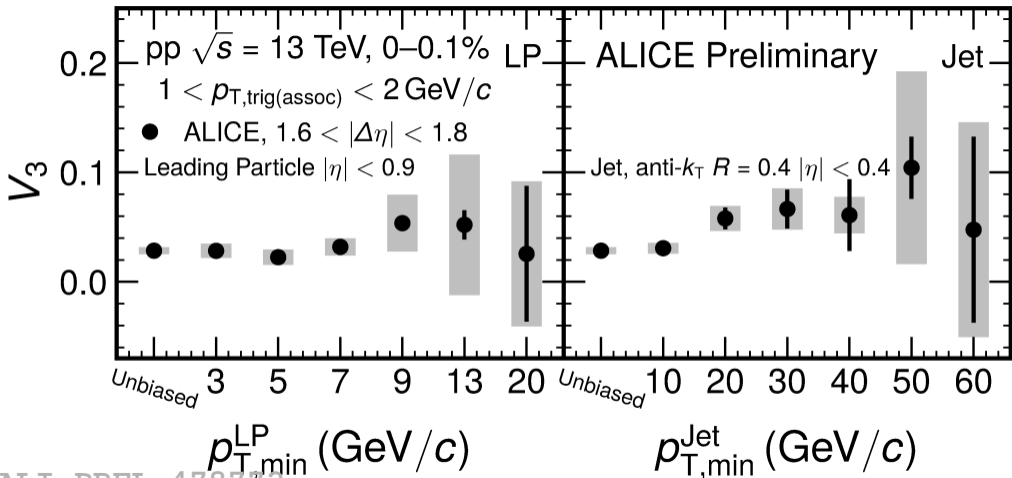 pp √s = 13 TeV, 0–0.1% LP
1 < p_T,trig(assoc) < 2 GeV/c
ALICE, 1.6 < |Δη| < 1.8
Leading Particle |η| < 0.9
ALICE Preliminary Jet
Jet, anti-k_T R = 0.4 |η| < 0.4
V_3
0.2
0.1
0.0
Unbiased 3 5 7 9 13 20
Unbiased 10 20 30 40 50 60
p_T,min^LP (GeV/c)
p_T,min^Jet (GeV/c)